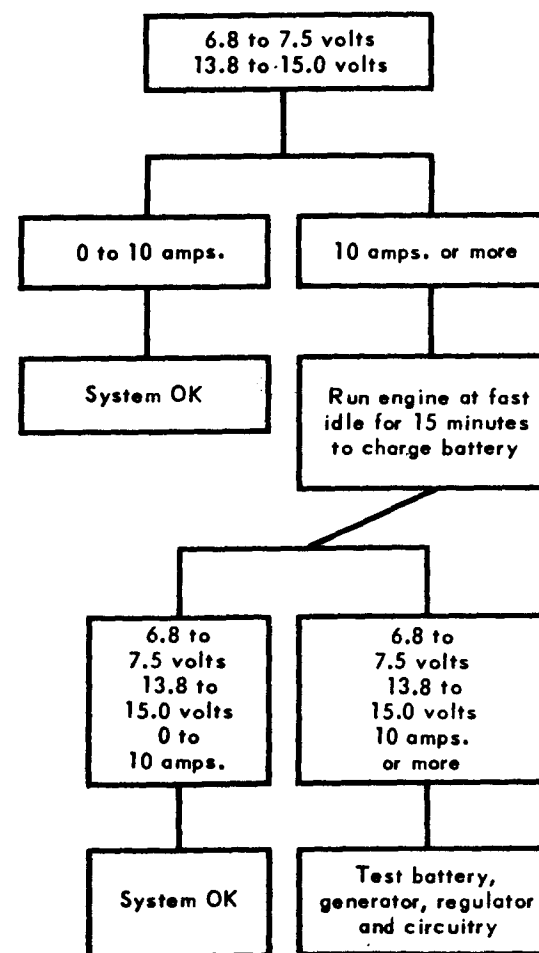 6.8 to 7.5 volts
13.8 to 15.0 volts
0 to 10 amps.
10 amps. or more
System OK
Run engine at fast
idle for 15 minutes
to charge battery
6.8 to
7.5 volts
13.8 to
15.0 volts
0 to
10 amps.
6.8 to
7.5 volts
13.8 to
15.0 volts
10 amps.
or more
System OK
Test battery,
generator, regulator
and circuitry